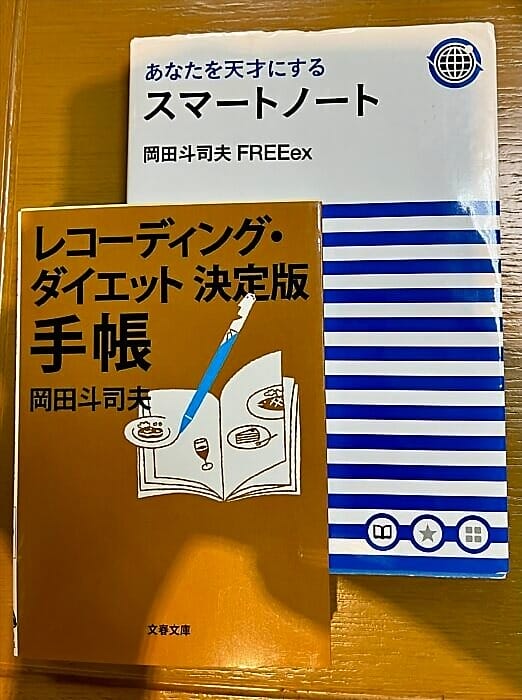 あなたを天才にする
スマートノート
岡田斗司夫 FREEex
レコーディング・
ダイエット 決定版
手帳
岡田斗司夫
文春文庫